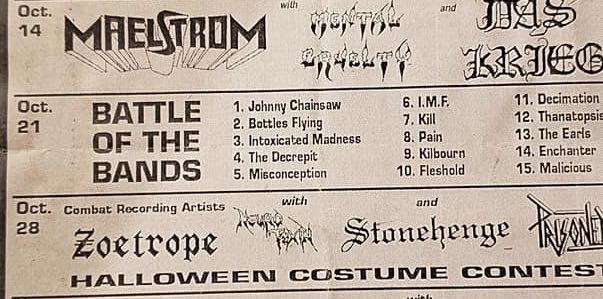 Oct.
14
MAELSTROM
with
MENTAL
CRUELTY
and
DAS
KRIEG
Oct.
21
BATTLE
OF THE
BANDS
1. Johnny Chainsaw
2. Bottles Flying
3. Intoxicated Madness
4. The Decrepit
5. Misconception
6. I.M.F.
7. Kill
8. Pain
9. Kilbourn
10. Fleshold
11. Decimation
12. Thanatopsis
13. The Earls
14. Enchanter
15. Malicious
Oct.
28
Combat Recording Artists
Zoetrope
with
and
Stonehenge
HALLOWEEN COSTUME CONTEST
with